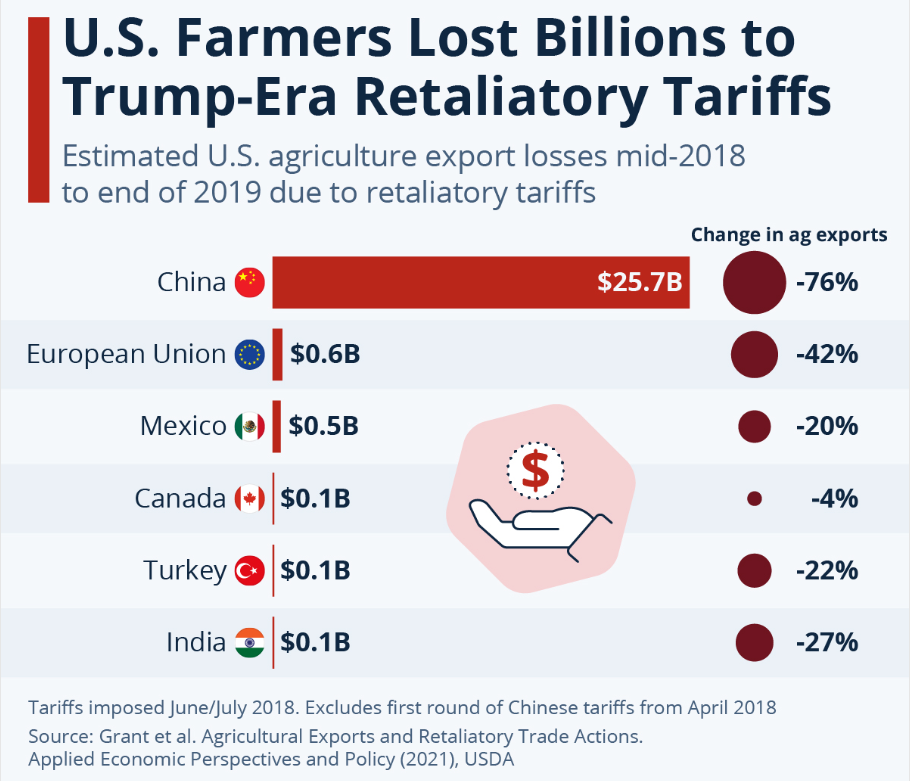 U.S. Farmers Lost Billions to
Trump-Era Retaliatory Tariffs
Estimated U.S. agriculture export losses mid-2018
to end of 2019 due to retaliatory tariffs
Change in ag exports
China $25.7B -76%
European Union $0.6B -42%
Mexico $0.5B -20%
$
Canada $0.1B -4%
Turkey $0.1B -22%
India $0.1B -27%
Tariffs imposed June/July 2018. Excludes first round of Chinese tariffs from April 2018
Source: Grant et al. Agricultural Exports and Retaliatory Trade Actions.
Applied Economic Perspectives and Policy (2021), USDA